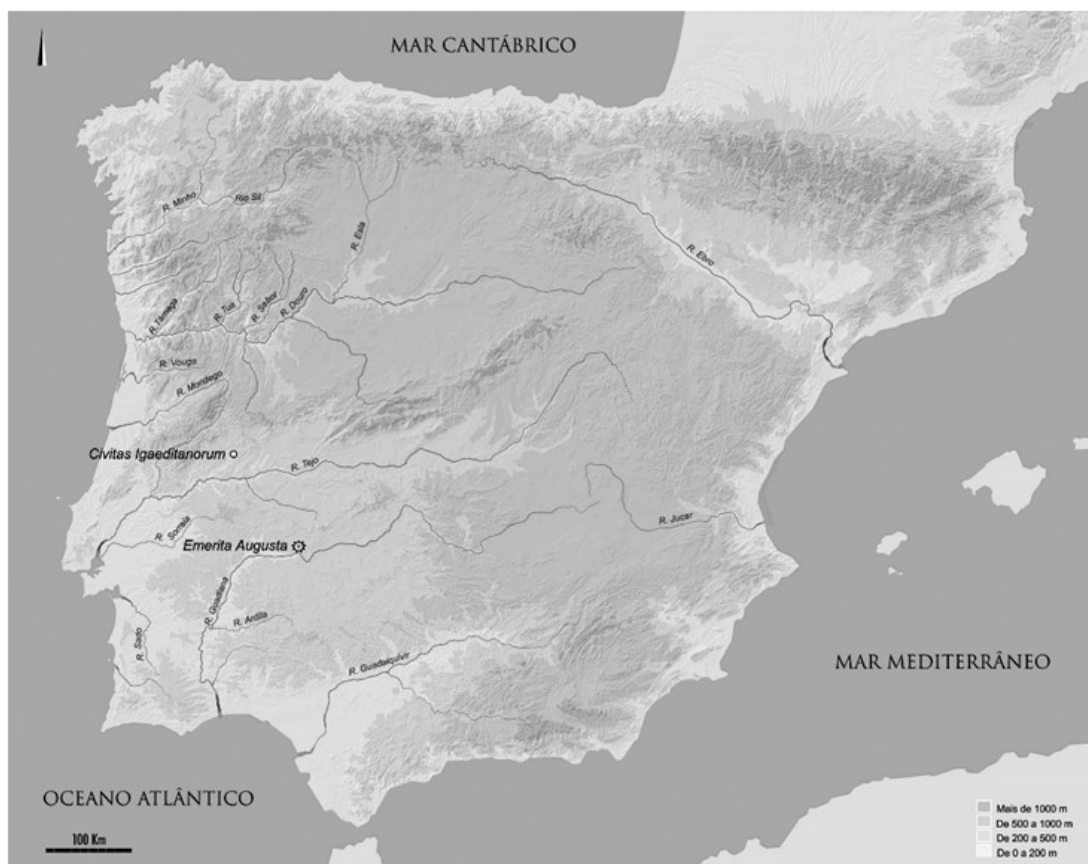 MAR CANTÁBRICO
R. Minho
Rio Sil
R. Esla
R. Ebro
R. Tâmega
R. Tua
R. Sabor
R. Douro
R. Vouga
R. Mondego
Civitas Igaeditanorum
R. Tejo
R. Jucar
R. Sorraia
Emerita Augusta
R. Guadiana
R. Ardila
R. Sado
R. Guadalquivir
MAR MEDITERRÂNEO
OCEANO ATLÂNTICO
100 Km
Mais de 1000 m
De 500 a 1000 m
De 200 a 500 m
De 0 a 200 m